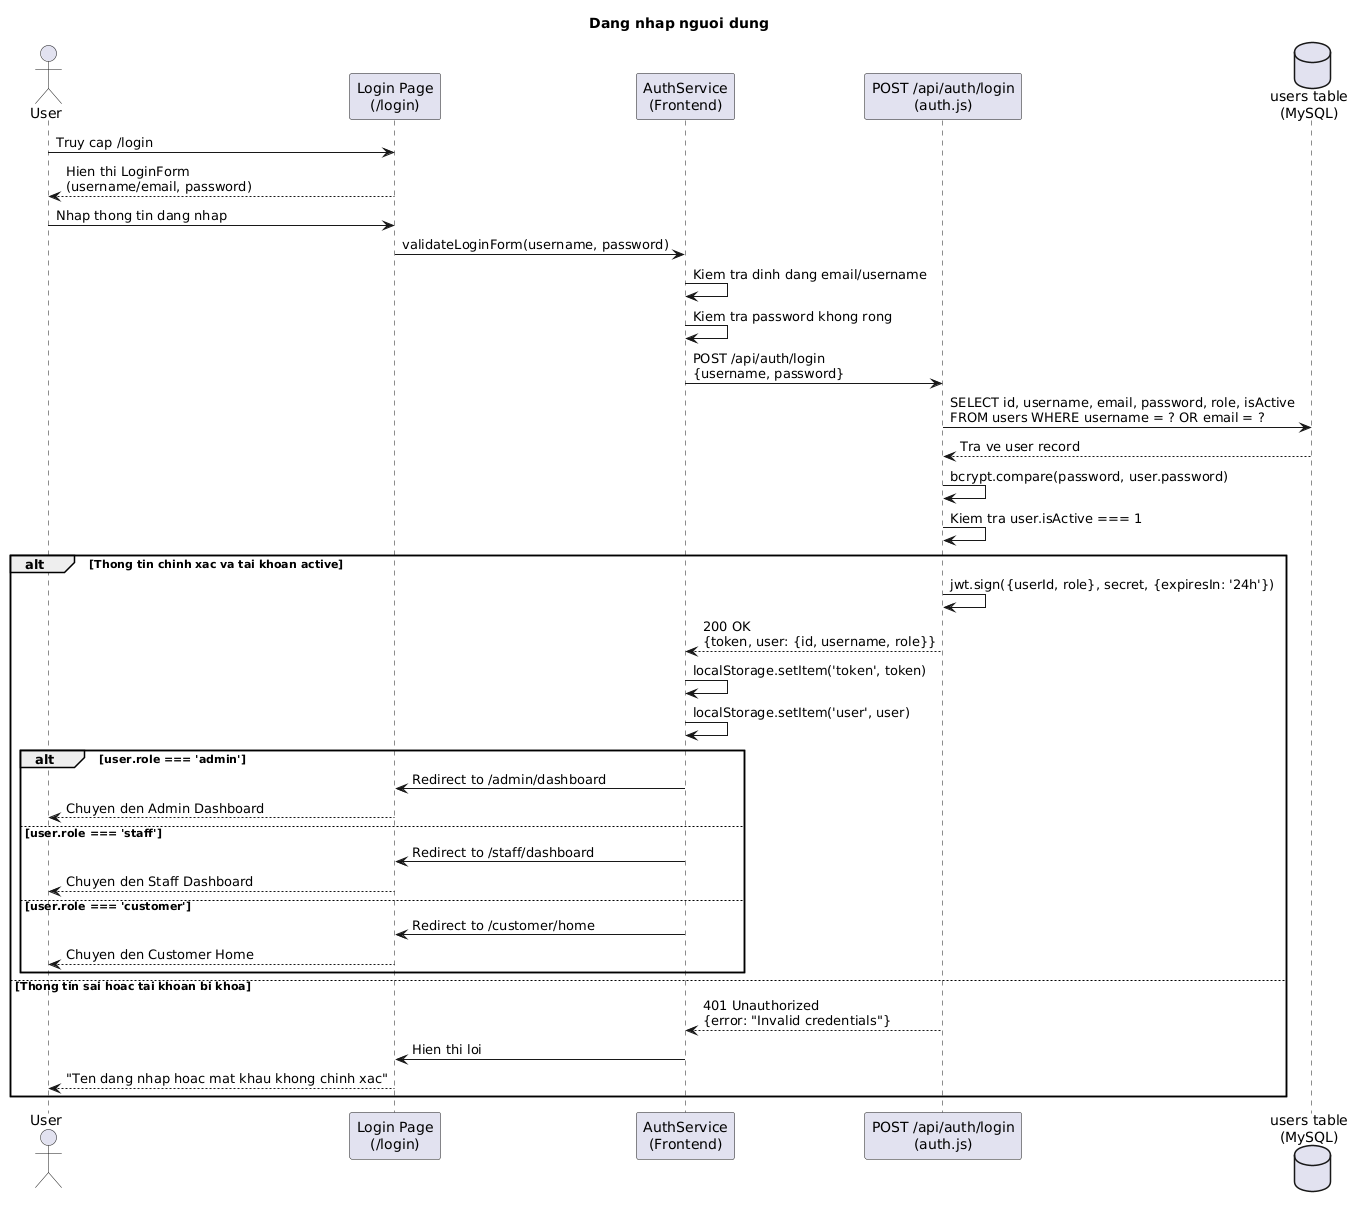 Dang nhap nguoi dung
User
Login Page
(/login)
AuthService
(Frontend)
POST /api/auth/login
(auth.js)
users table
(MySQL)
Truy cap /login
Hien thi LoginForm
(username/email, password)
Nhap thong tin dang nhap
validateLoginForm(username, password)
Kiem tra dinh dang email/username
Kiem tra password khong rong
POST /api/auth/login
{username, password}
SELECT id, username, email, password, role, isActive
FROM users WHERE username = ? OR email = ?
Tra ve user record
bcrypt.compare(password, user.password)
Kiem tra user.isActive === 1
alt [Thong tin chinh xac va tai khoan active]
jwt.sign({userId, role}, secret, {expiresIn: '24h'})
200 OK
{token, user: {id, username, role}}
localStorage.setItem('token', token)
localStorage.setItem('user', user)
alt [user.role === 'admin']
Redirect to /admin/dashboard
Chuyen den Admin Dashboard
[user.role === 'staff']
Redirect to /staff/dashboard
Chuyen den Staff Dashboard
[user.role === 'customer']
Redirect to /customer/home
Chuyen den Customer Home
[Thong tin sai hoac tai khoan bi khoa]
401 Unauthorized
{error: "Invalid credentials"}
Hien thi loi
"Ten dang nhap hoac mat khau khong chinh xac"
User
Login Page
(/login)
AuthService
(Frontend)
POST /api/auth/login
(auth.js)
users table
(MySQL)